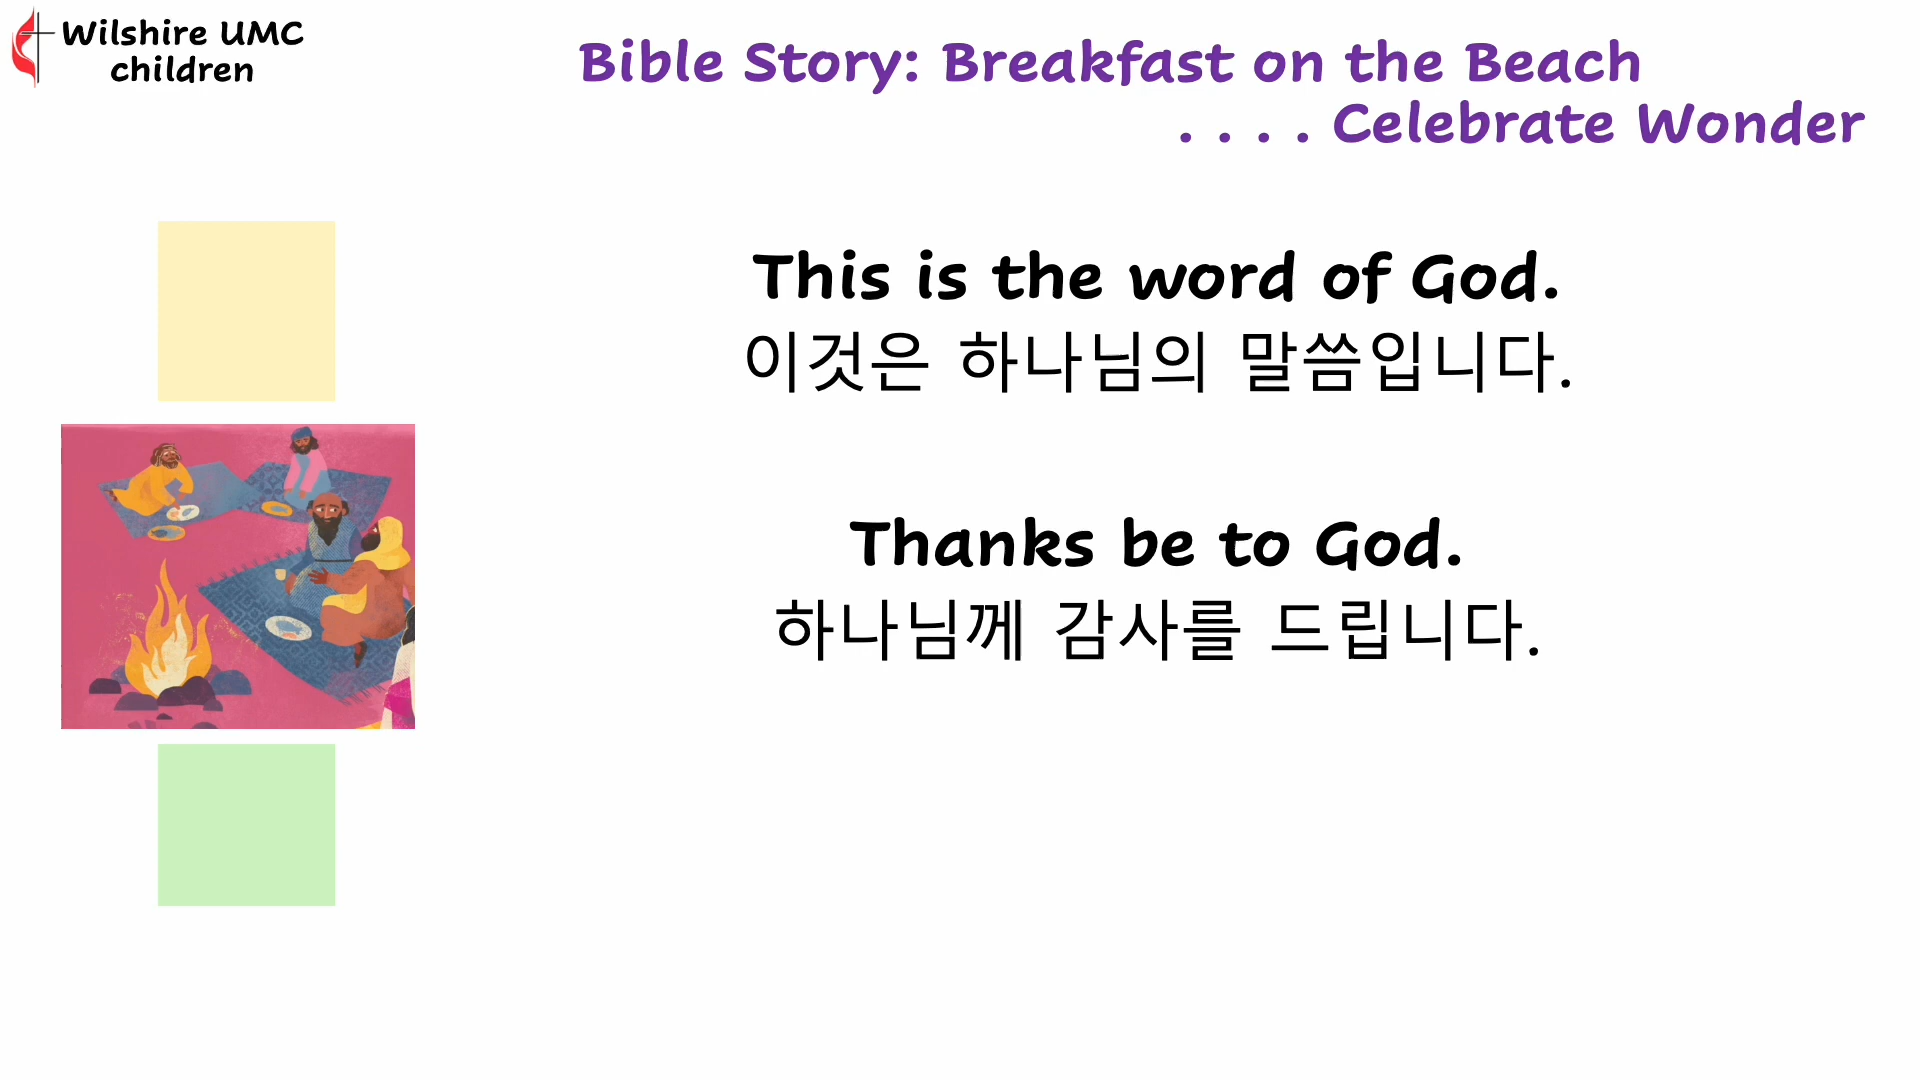 Wilshire UMC
children
Bible Story: Breakfast on the Beach
. . . . Celebrate Wonder
This is the word of God.
이것은 하나님의 말씀입니다.
Thanks be to God.
하나님께 감사를 드립니다.